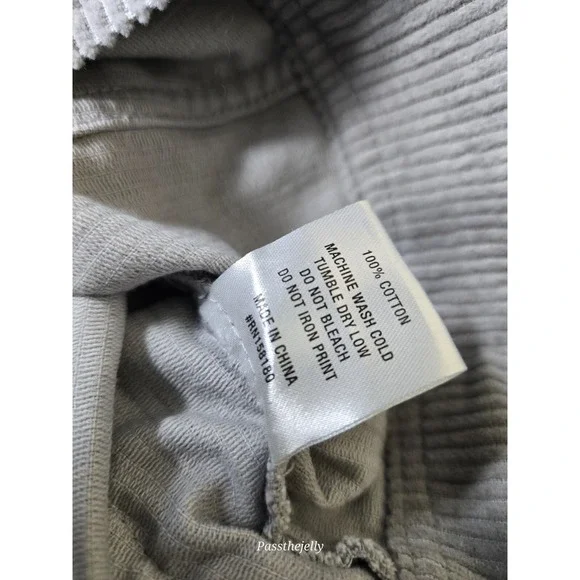 100% COTTON
MACHINE WASH COLD
TUMBLE DRY LOW
DO NOT BLEACH
DO NOT IRON PRINT
MADE IN CHINA
#RN158180
Passthejelly